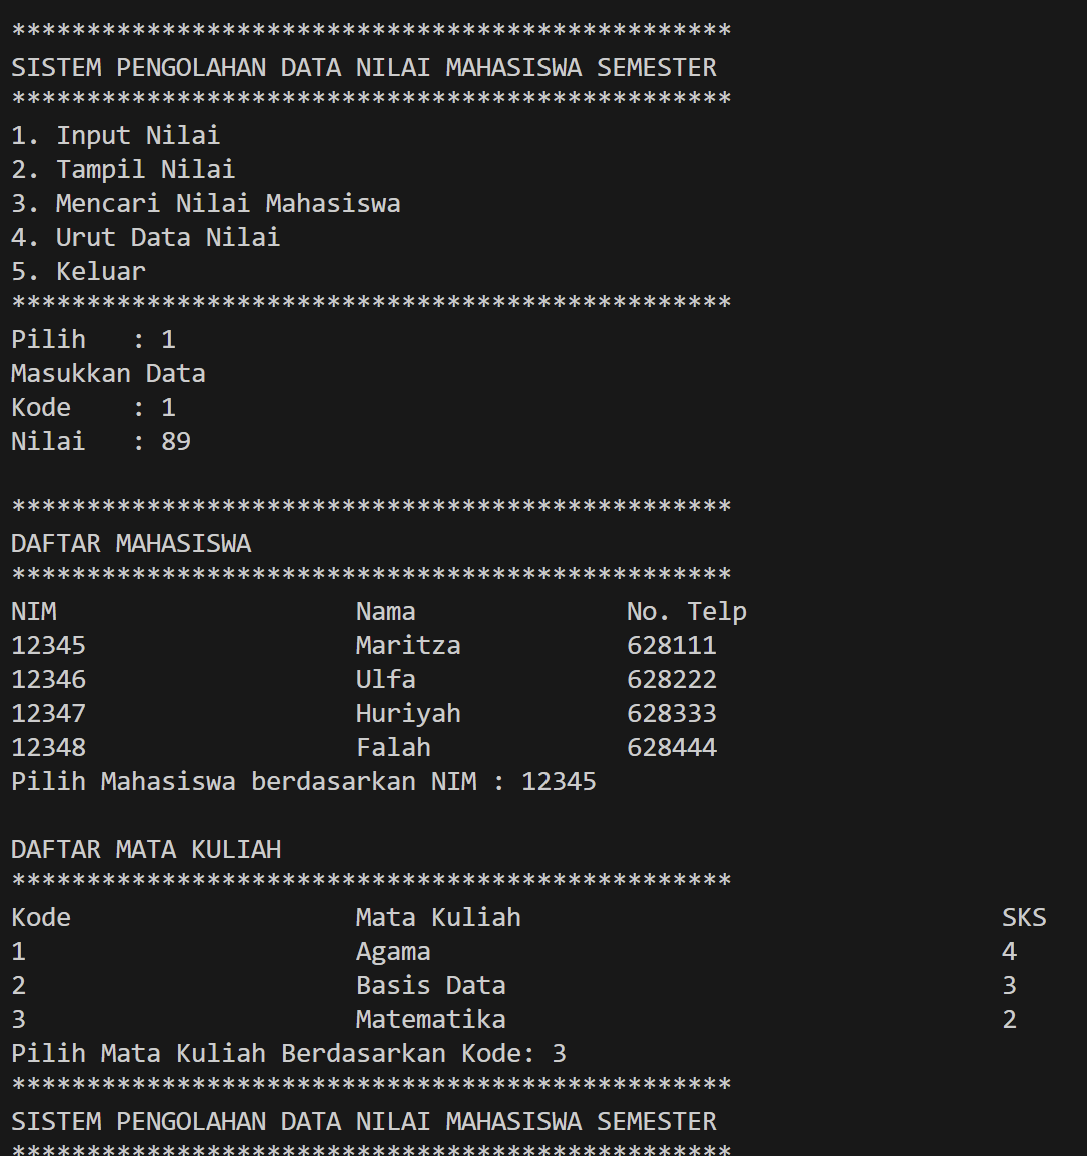 ************************************************
SISTEM PENGOLAHAN DATA NILAI MAHASISWA SEMESTER
************************************************
1. Input Nilai
2. Tampil Nilai
3. Mencari Nilai Mahasiswa
4. Urut Data Nilai
5. Keluar
************************************************
Pilih   : 1
Masukkan Data
Kode    : 1
Nilai   : 89

************************************************
DAFTAR MAHASISWA
************************************************
NIM                    Nama              No. Telp
12345                  Maritza           628111
12346                  Ulfa              628222
12347                  Huriyah           628333
12348                  Falah             628444
Pilih Mahasiswa berdasarkan NIM : 12345

DAFTAR MATA KULIAH
************************************************
Kode                   Mata Kuliah                                SKS
1                      Agama                                      4
2                      Basis Data                                 3
3                      Matematika                                 2
Pilih Mata Kuliah Berdasarkan Kode: 3
************************************************
SISTEM PENGOLAHAN DATA NILAI MAHASISWA SEMESTER
************************************************